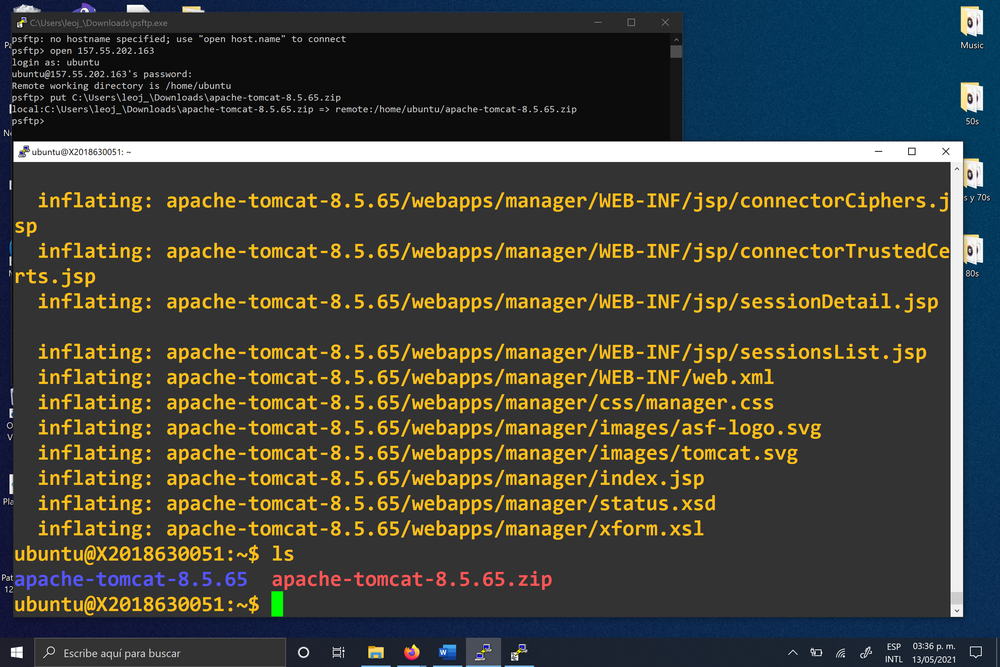 C:\Users\leoj_\Downloads\psftp.exe
psftp: no hostname specified; use "open host.name" to connect
psftp> open 157.55.202.163
login as: ubuntu
ubuntu@157.55.202.163's password:
Remote working directory is /home/ubuntu
psftp> put C:\Users\leoj_\Downloads\apache-tomcat-8.5.65.zip
local:C:\Users\leoj_\Downloads\apache-tomcat-8.5.65.zip => remote:/home/ubuntu/apache-tomcat-8.5.65.zip
psftp>
ubuntu@X2018630051: ~
inflating: apache-tomcat-8.5.65/webapps/manager/WEB-INF/jsp/connectorCiphers.j
sp
inflating: apache-tomcat-8.5.65/webapps/manager/WEB-INF/jsp/connectorTrustedCe
rts.jsp
inflating: apache-tomcat-8.5.65/webapps/manager/WEB-INF/jsp/sessionDetail.jsp
inflating: apache-tomcat-8.5.65/webapps/manager/WEB-INF/jsp/sessionsList.jsp
inflating: apache-tomcat-8.5.65/webapps/manager/WEB-INF/web.xml
inflating: apache-tomcat-8.5.65/webapps/manager/css/manager.css
inflating: apache-tomcat-8.5.65/webapps/manager/images/asf-logo.svg
inflating: apache-tomcat-8.5.65/webapps/manager/images/tomcat.svg
inflating: apache-tomcat-8.5.65/webapps/manager/index.jsp
inflating: apache-tomcat-8.5.65/webapps/manager/status.xsd
inflating: apache-tomcat-8.5.65/webapps/manager/xform.xsl
ubuntu@X2018630051:~$ ls
apache-tomcat-8.5.65  apache-tomcat-8.5.65.zip
ubuntu@X2018630051:~$
Music
50s
s y 70s
80s
Pa
Ne
O
V
Pla
Pat
12
Escribe aquí para buscar
W
ESP
INTL
03:36 p. m.
13/05/2021